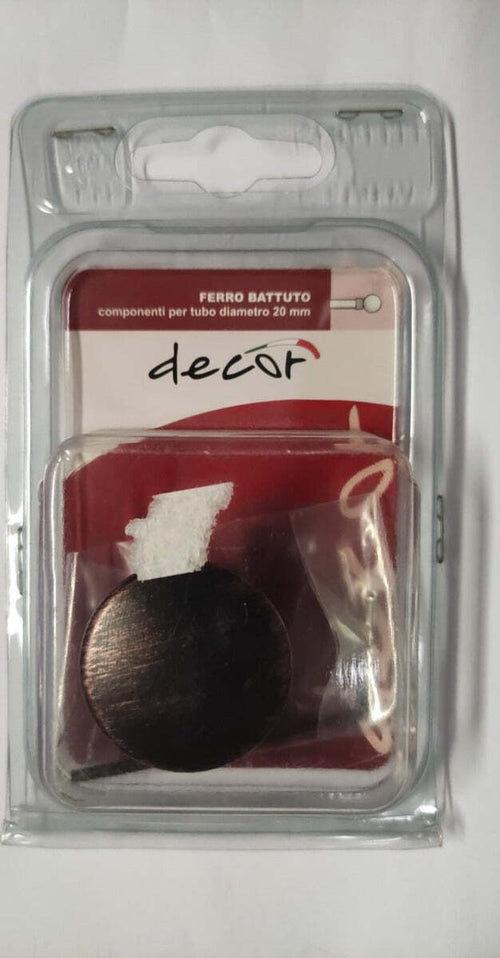 FERRO BATTUTO
componenti per tubo diametro 20 mm
decor